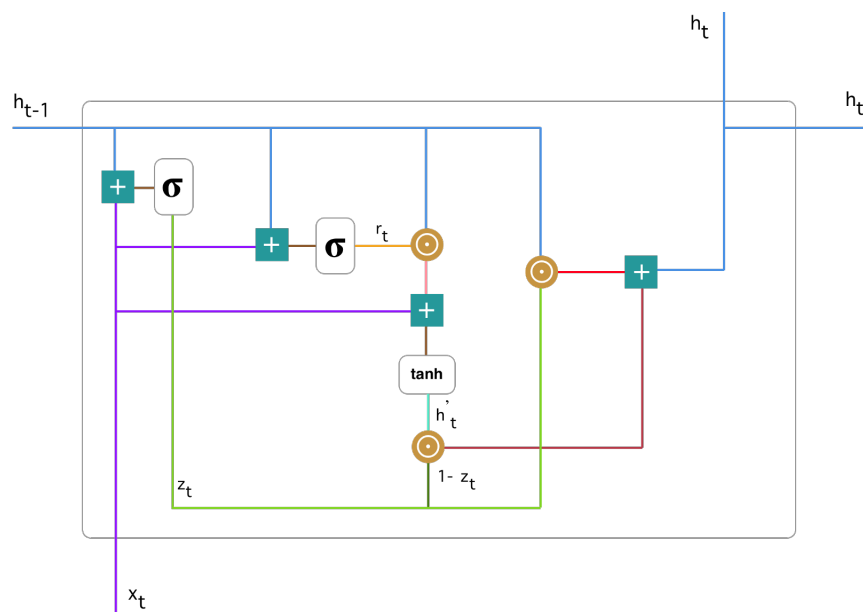 h_t
h_t-1
h_t
+
σ
+
σ
r_t
+
+
tanh
h'_t
z_t
1- z_t
x_t